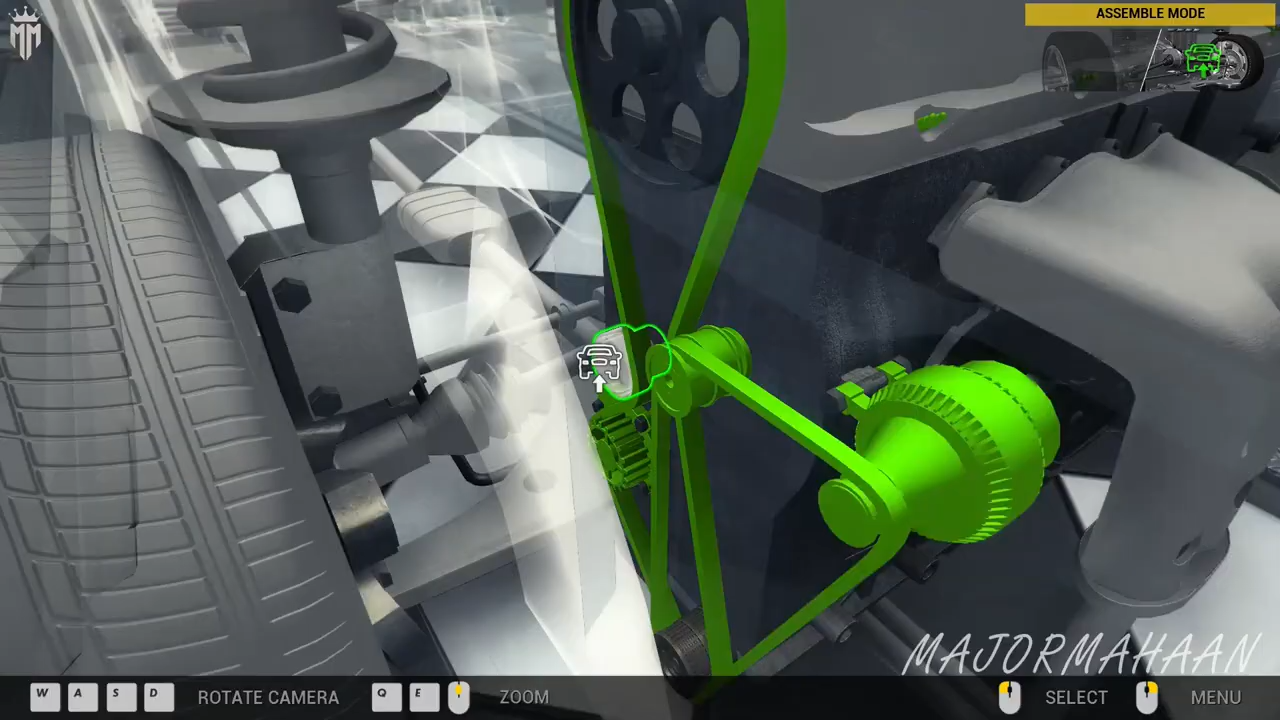 ASSEMBLE MODE
MAJORMAHAAN
W A S D ROTATE CAMERA Q E ZOOM SELECT MENU